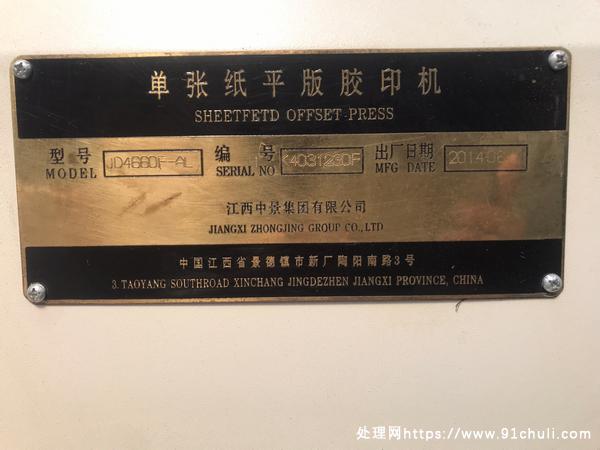 单张纸平版胶印机
SHEETFETD OFFSET PRESS
型号 JD4660F-AL 编号 K4031230F 出厂日期 2014.06
MODEL SERIAL NO MFG DATE
江西中景集团有限公司
JIANGXI ZHONGJING GROUP CO., LTD
中国江西省景德镇市新厂陶阳南路3号
3. TAOYANG SOUTHROAD XINCHANG JINGDEZHEN JIANGXI PROVINCE, CHINA
处理网https://www.91chuli.com/